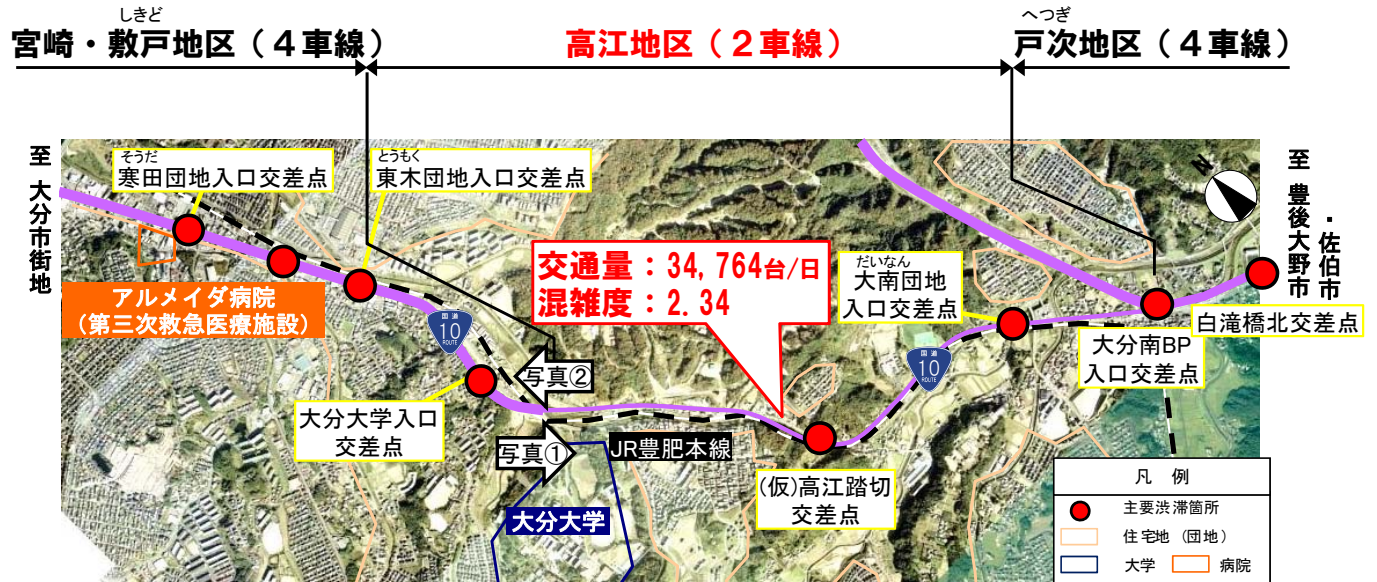 しきど
へつぎ
宮崎・敷戸地区（４車線）
高江地区（２車線）
戸次地区（４車線）
至 大分市街地
そうだ
寒田団地入口交差点
とうもく
東木団地入口交差点
N
至 豊後大野市・佐伯市
交通量：34,764台/日
混雑度：2.34
だいなん
大南団地
入口交差点
アルメイダ病院
（第三次救急医療施設）
国道
10
ROUTE
写真②
国道
10
ROUTE
大分南BP
入口交差点
白滝橋北交差点
大分大学入口
交差点
写真①
JR豊肥本線
(仮)高江踏切
交差点
大分大学
凡 例
主要渋滞箇所
住宅地（団地）
大学
病院